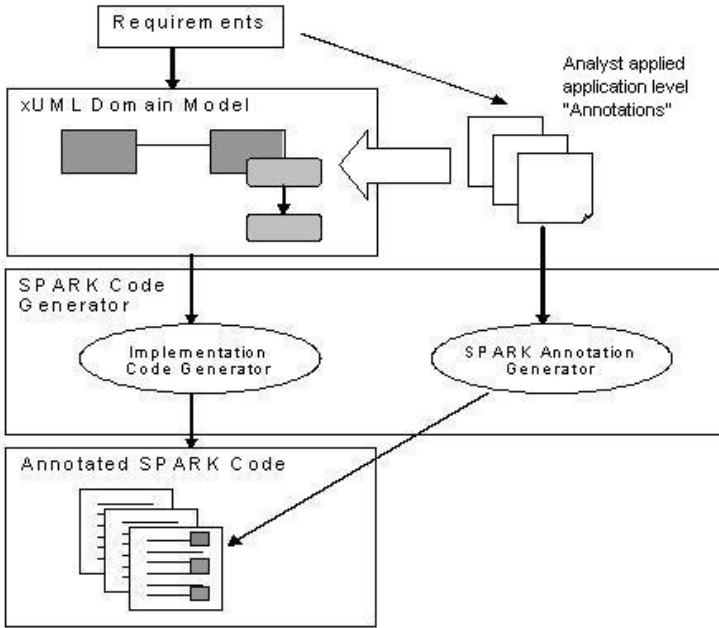 Requirements
Analyst applied
application level
"Annotations"
xUML Domain Model
SPARK Code
Generator
Implementation
Code Generator
SPARK Annotation
Generator
Annotated SPARK Code